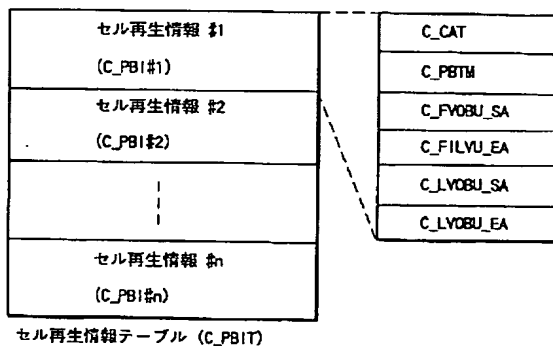 セル再生情報 #1
(C_PBI#1)
セル再生情報 #2
(C_PBI#2)
セル再生情報 #n
(C_PBI#n)
セル再生情報テーブル (C_PBIT)
C_CAT
C_PBTM
C_FVOBU_SA
C_FILVU_EA
C_LVOBU_SA
C_LVOBU_EA